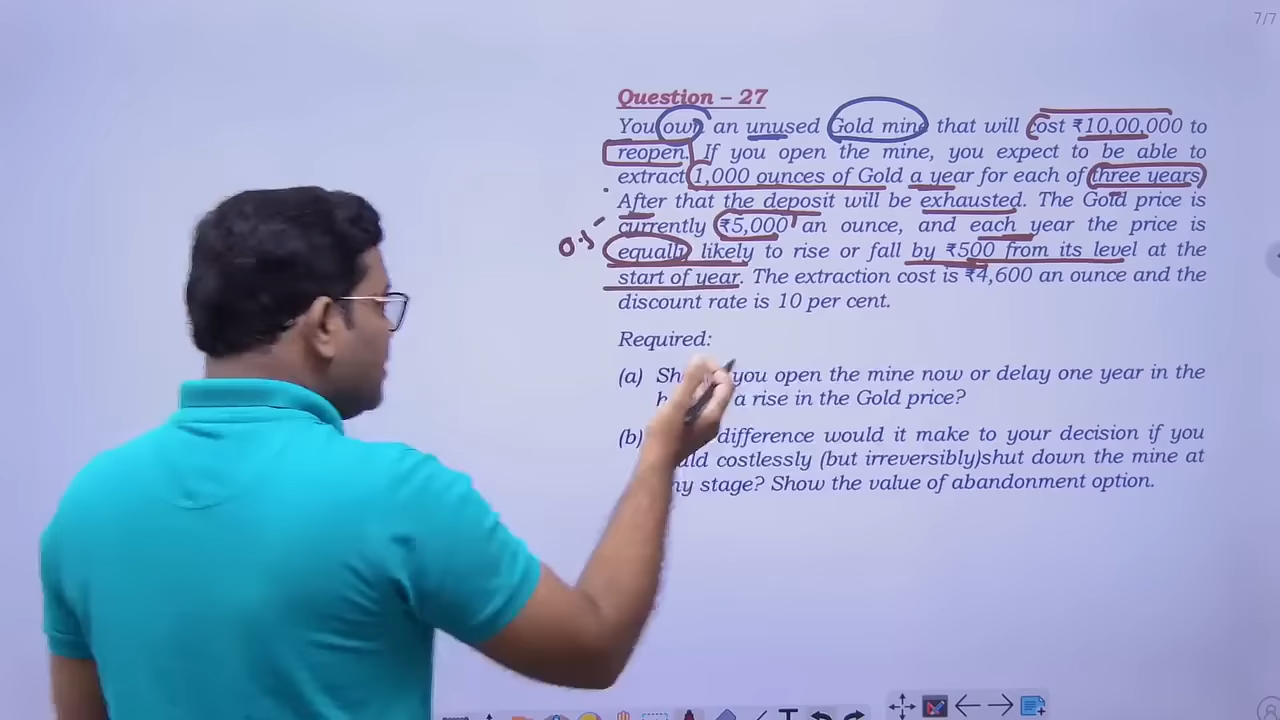 7/7
Question – 27
You own an unused Gold mine that will cost ₹10,00,000 to
reopen. If you open the mine, you expect to be able to
extract 1,000 ounces of Gold a year for each of three years
After that the deposit will be exhausted. The Gold price is
currently ₹5,000 an ounce, and each year the price is
0.5
equally likely to rise or fall by ₹500 from its level at the
start of year. The extraction cost is ₹4,600 an ounce and the
discount rate is 10 per cent.
Required:
(a) you open the mine now or delay one year in the
a rise in the Gold price?
(b) difference would it make to your decision if you
costlessly (but irreversibly)shut down the mine at
stage? Show the value of abandonment option.